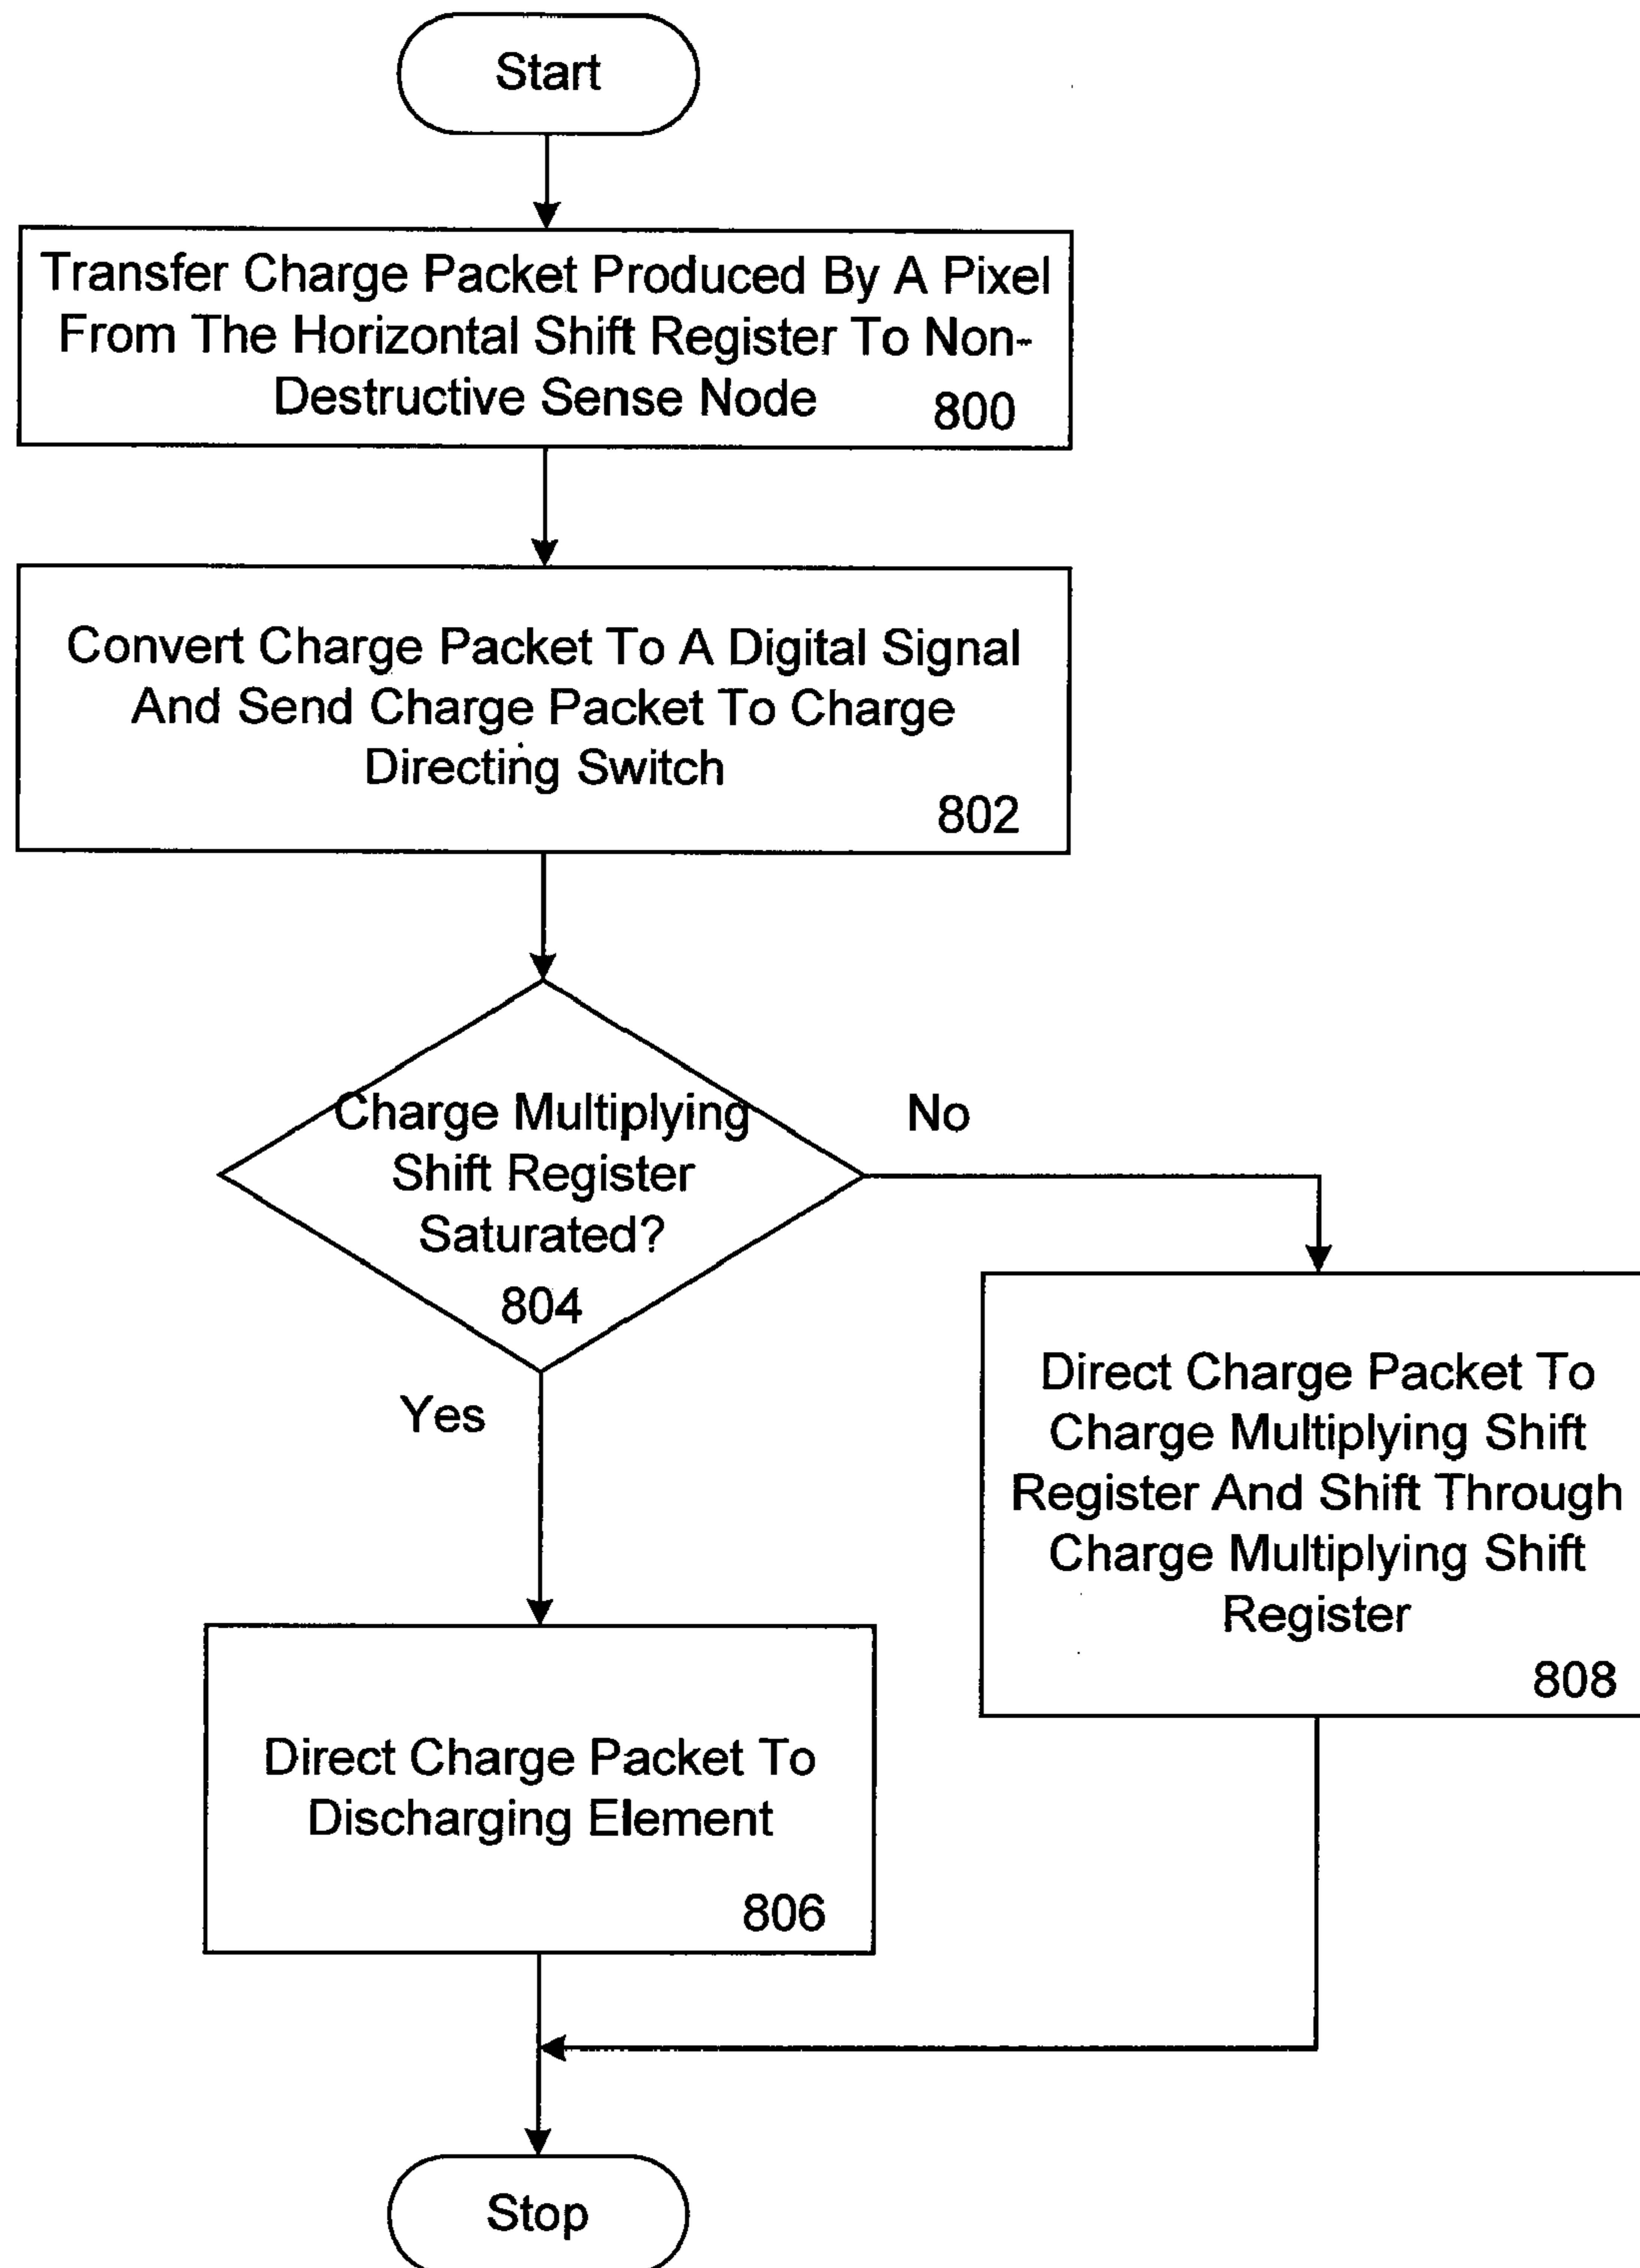 Start
Transfer Charge Packet Produced By A Pixel
From The Horizontal Shift Register To Non-
Destructive Sense Node
800
Convert Charge Packet To A Digital Signal
And Send Charge Packet To Charge
Directing Switch
802
Charge Multiplying
Shift Register
Saturated?
804
No
Yes
Direct Charge Packet To
Charge Multiplying Shift
Register And Shift Through
Charge Multiplying Shift
Register
808
Direct Charge Packet To
Discharging Element
806
Stop